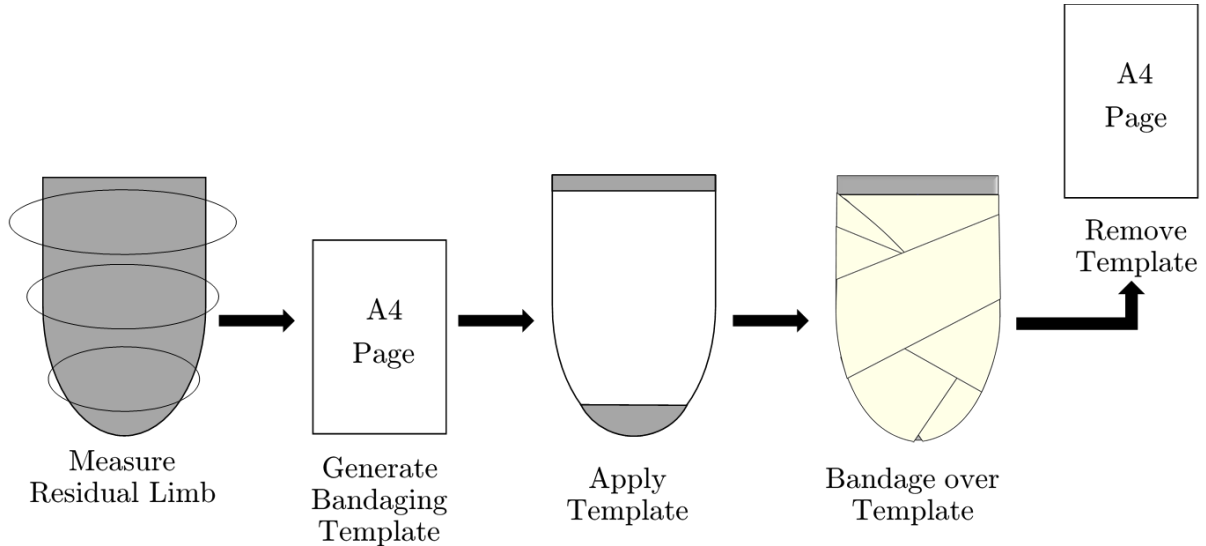 Measure
Residual Limb
A4
Page
Generate
Bandaging
Template
Apply
Template
Bandage over
Template
A4
Page
Remove
Template